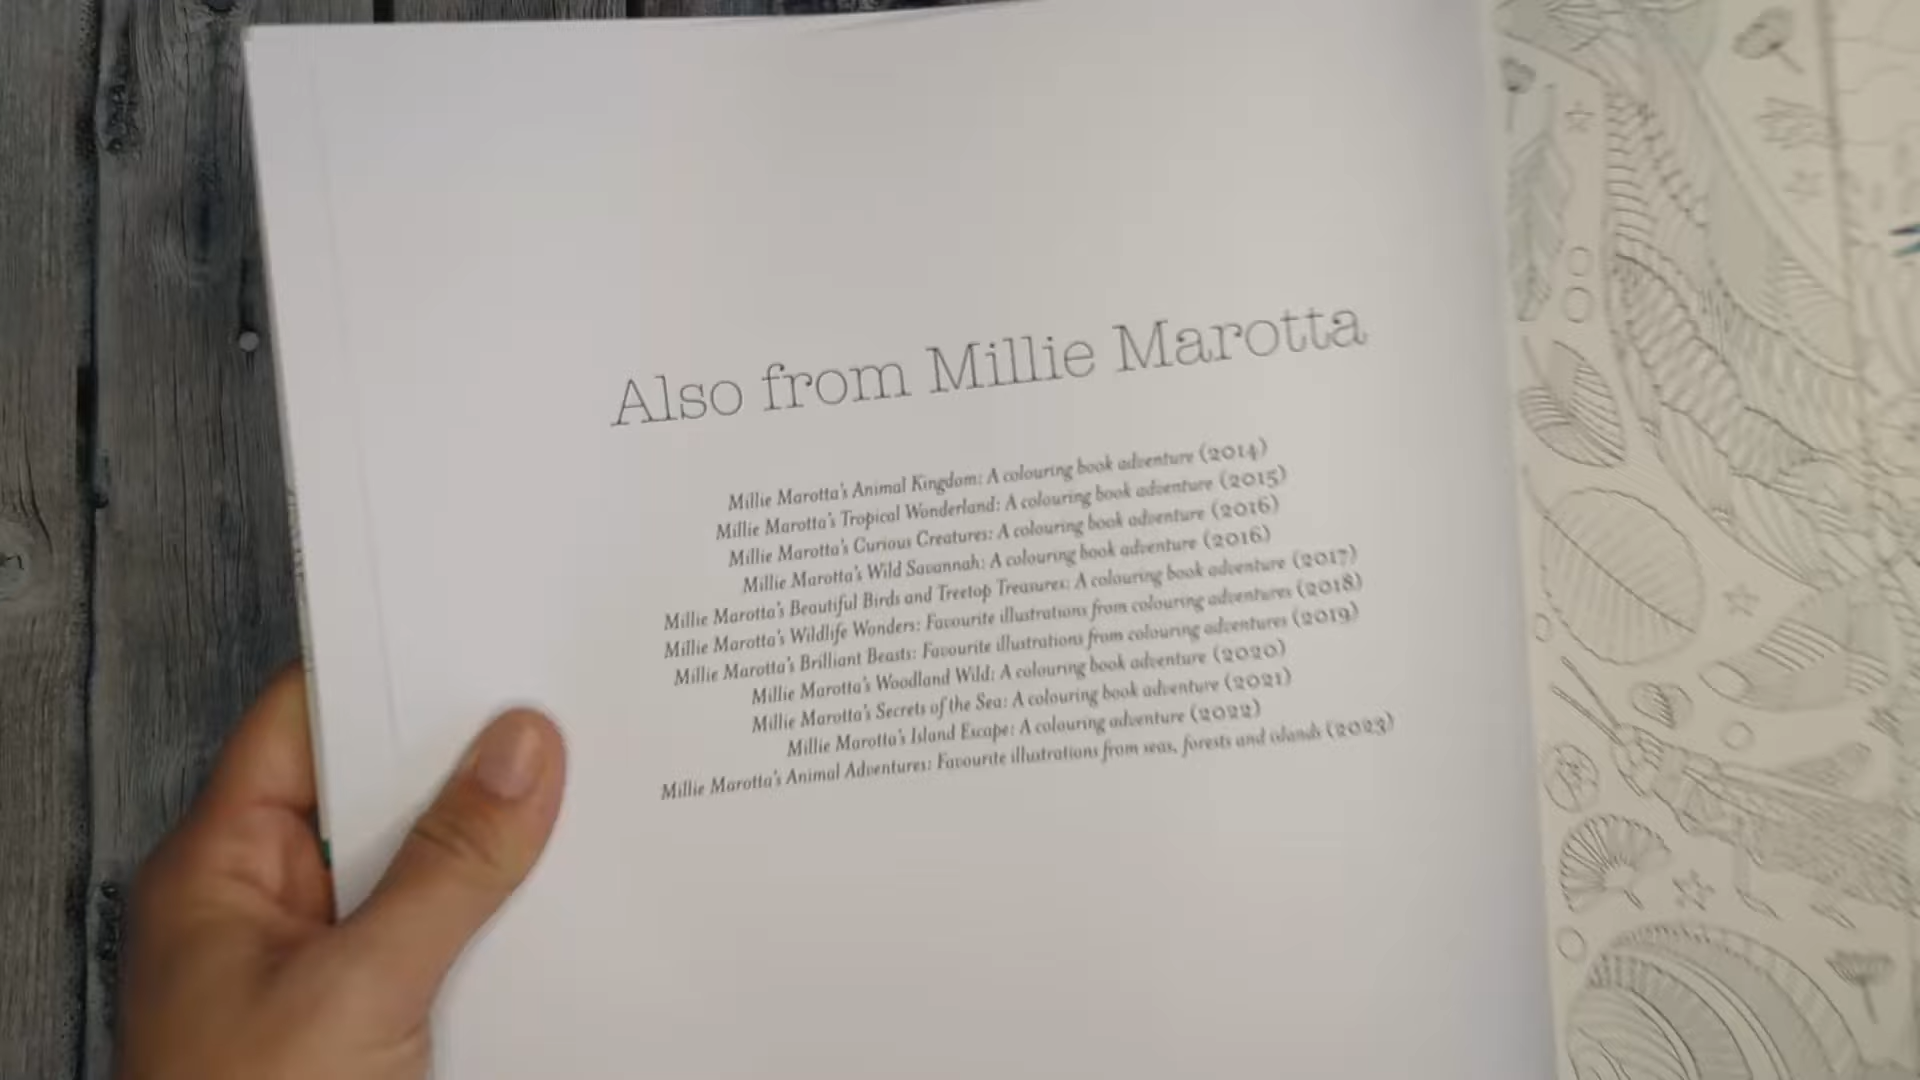 Also from Millie Marotta
Millie Marotta's Animal Kingdom: A colouring book adventure (2014)
Millie Marotta's Tropical Wonderland: A colouring book adventure (2015)
Millie Marotta's Curious Creatures: A colouring book adventure (2016)
Millie Marotta's Wild Savannah: A colouring book adventure (2016)
Millie Marotta's Beautiful Birds and Treetop Treasures: A colouring book adventure (2017)
Millie Marotta's Wildlife Wonders: Favourite illustrations from colouring adventures (2018)
Millie Marotta's Brilliant Beasts: Favourite illustrations from colouring adventures (2019)
Millie Marotta's Woodland Wild: A colouring book adventure (2020)
Millie Marotta's Secrets of the Sea: A colouring book adventure (2021)
Millie Marotta's Island Escape: A colouring adventure (2022)
Millie Marotta's Animal Adventures: Favourite illustrations from seas, forests and islands (2023)